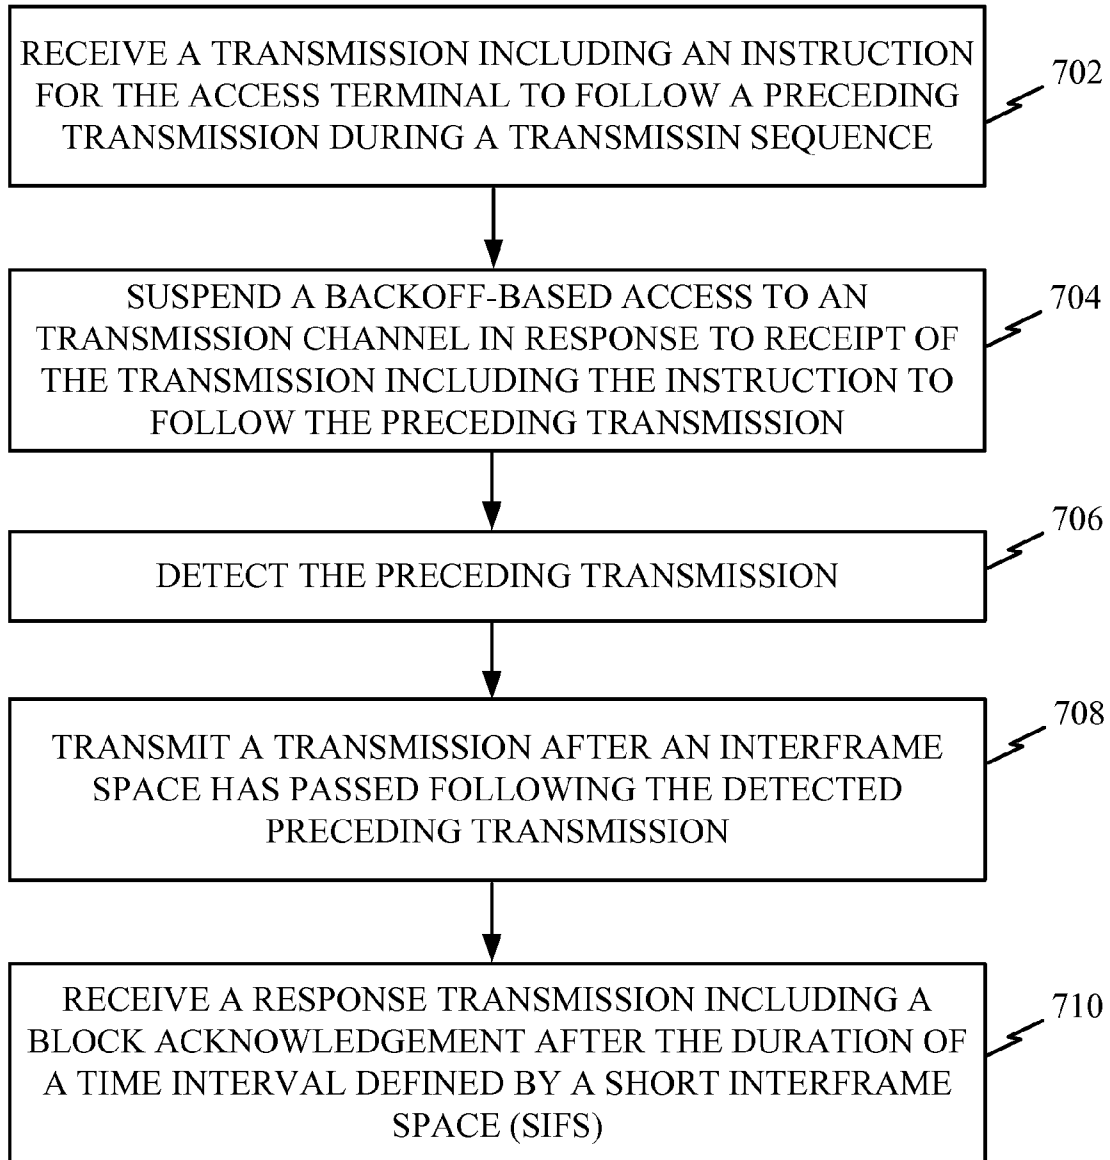 RECEIVE A TRANSMISSION INCLUDING AN INSTRUCTION
FOR THE ACCESS TERMINAL TO FOLLOW A PRECEDING
TRANSMISSION DURING A TRANSMISSIN SEQUENCE
702
SUSPEND A BACKOFF-BASED ACCESS TO AN
TRANSMISSION CHANNEL IN RESPONSE TO RECEIPT OF
THE TRANSMISSION INCLUDING THE INSTRUCTION TO
FOLLOW THE PRECEDING TRANSMISSION
704
DETECT THE PRECEDING TRANSMISSION
706
TRANSMIT A TRANSMISSION AFTER AN INTERFRAME
SPACE HAS PASSED FOLLOWING THE DETECTED
PRECEDING TRANSMISSION
708
RECEIVE A RESPONSE TRANSMISSION INCLUDING A
BLOCK ACKNOWLEDGEMENT AFTER THE DURATION OF
A TIME INTERVAL DEFINED BY A SHORT INTERFRAME
SPACE (SIFS)
710